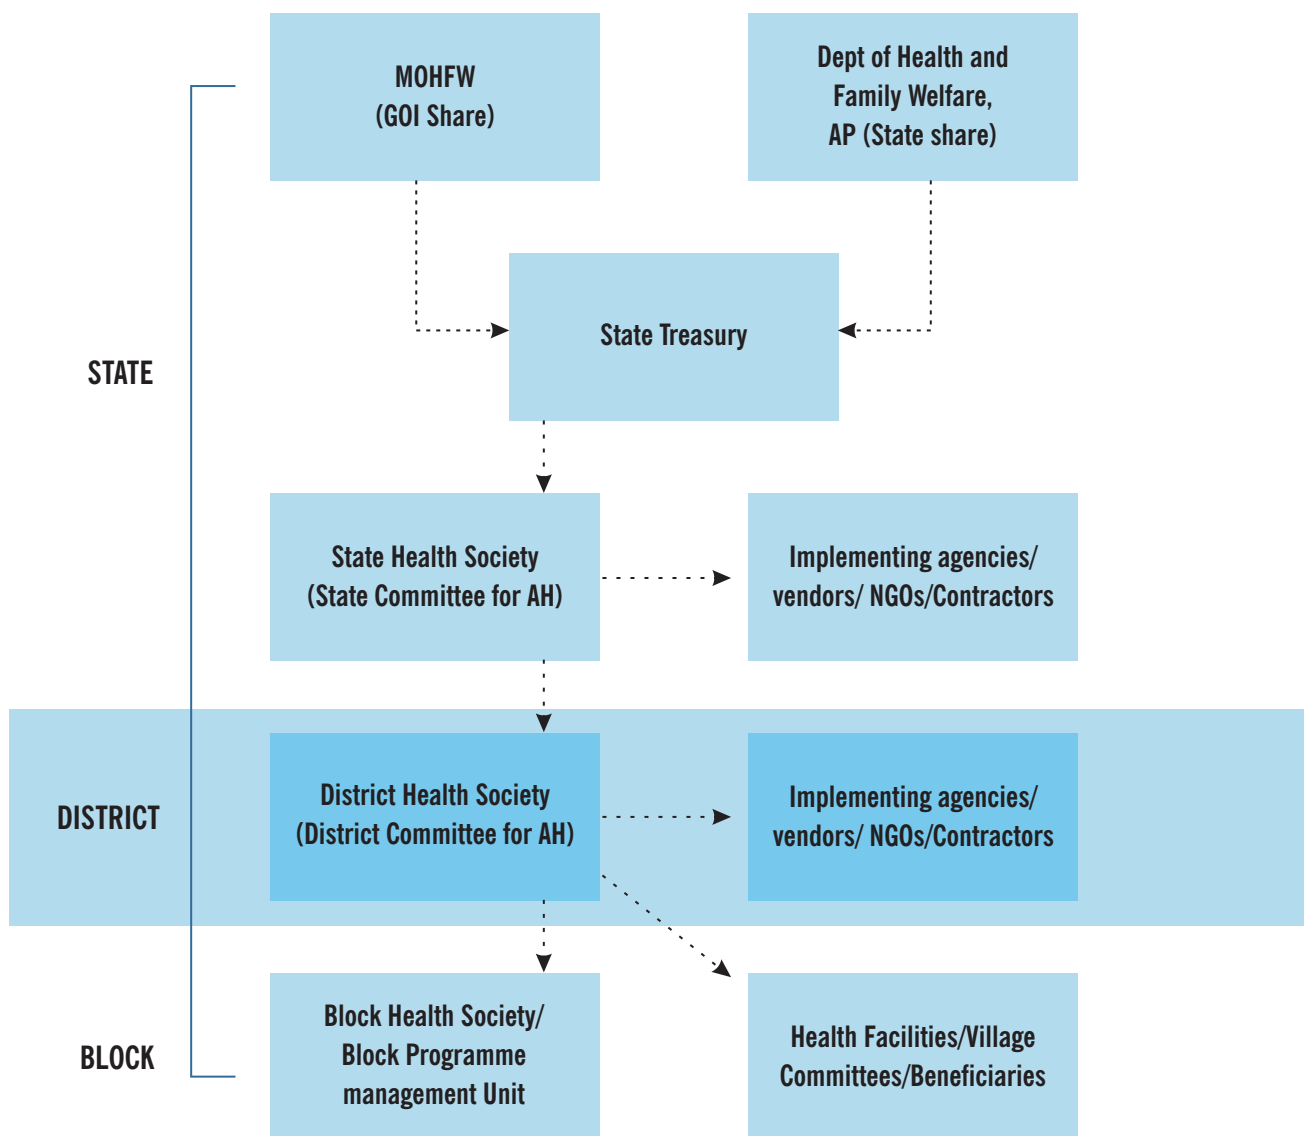 MOHFW
(GOI Share)
Dept of Health and
Family Welfare,
AP (State share)
State Treasury
STATE
State Health Society
(State Committee for AH)
Implementing agencies/
vendors/ NGOs/Contractors
DISTRICT
District Health Society
(District Committee for AH)
Implementing agencies/
vendors/ NGOs/Contractors
BLOCK
Block Health Society/
Block Programme
management Unit
Health Facilities/Village
Committees/Beneficiaries